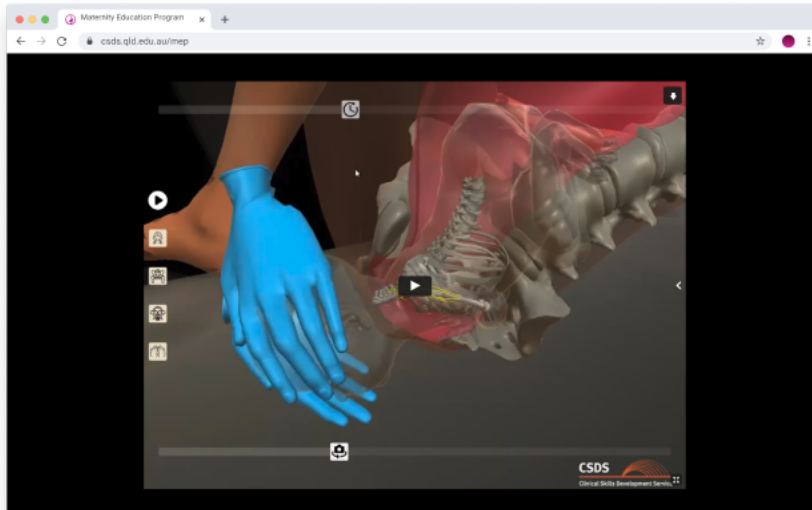 Maternity Education Program
csds.qld.edu.au/mep
CSDS
Clinical Skills Development Service